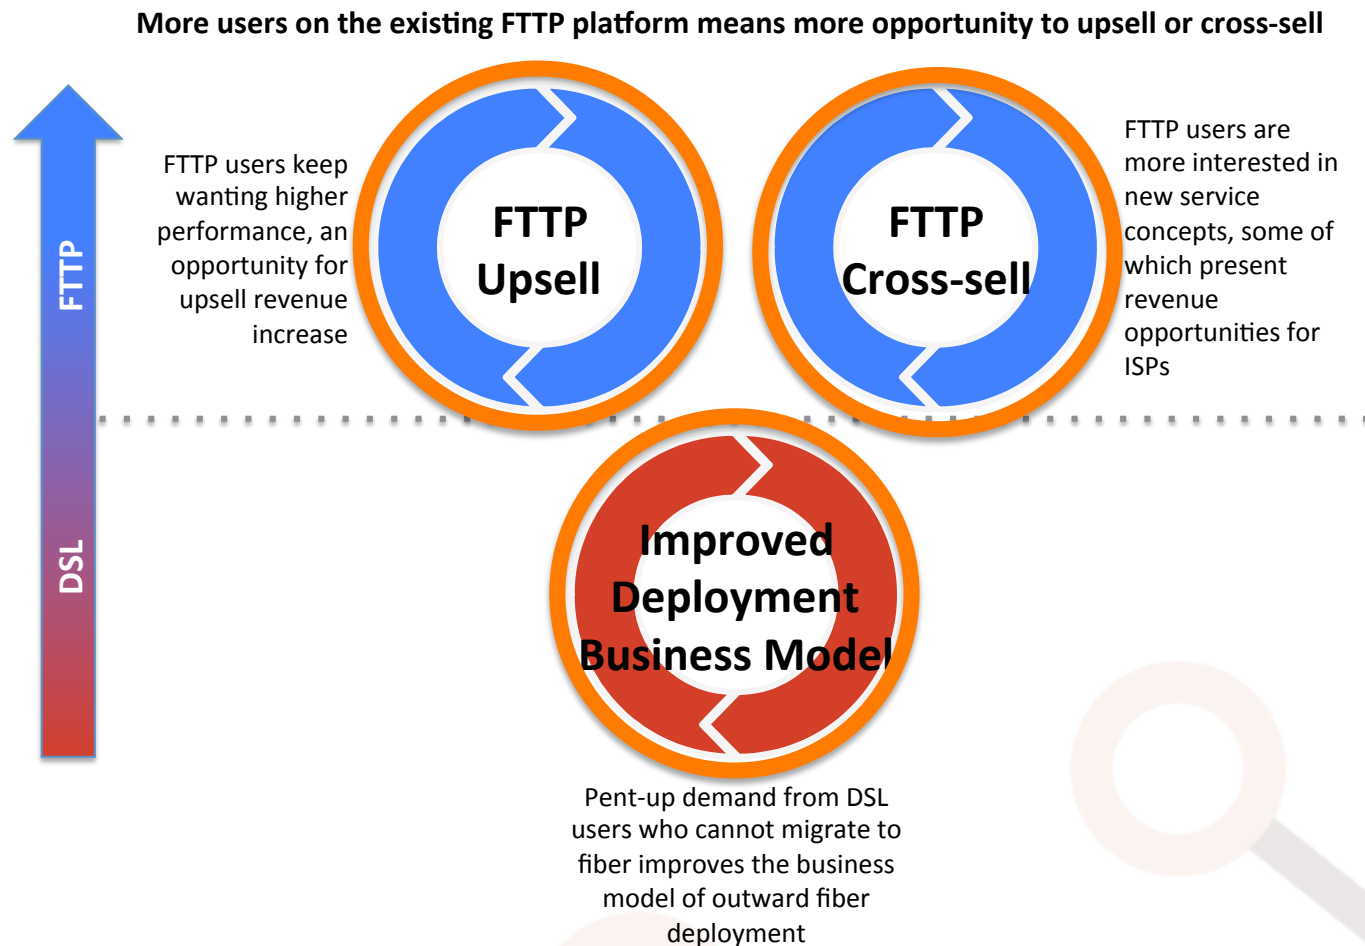 More users on the existing FTTP platform means more opportunity to upsell or cross-sell
FTTP
DSL
FTTP users keep
wanting higher
performance, an
opportunity for
upsell revenue
increase
FTTP
Upsell
FTTP
Cross-sell
FTTP users are
more interested in
new service
concepts, some of
which present
revenue
opportunities for
ISPs
Improved
Deployment
Business Model
Pent-up demand from DSL
users who cannot migrate to
fiber improves the business
model of outward fiber
deployment